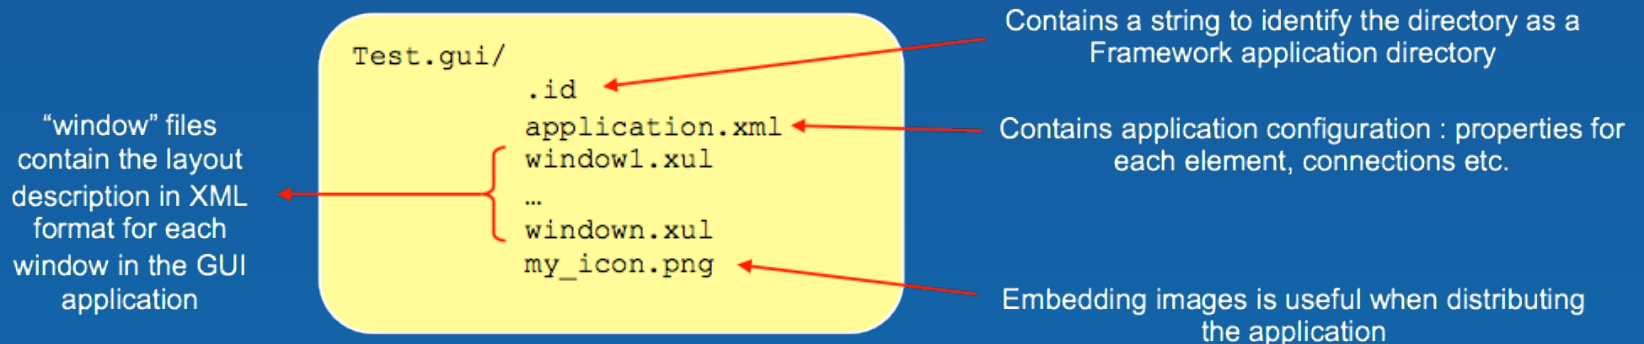 Contains a string to identify the directory as a
Framework application directory
Test.gui/
.id
application.xml
window1.xul
…
windown.xul
my_icon.png
Contains application configuration : properties for
each element, connections etc.
“window” files
contain the layout
description in XML
format for each
window in the GUI
application
Embedding images is useful when distributing
the application